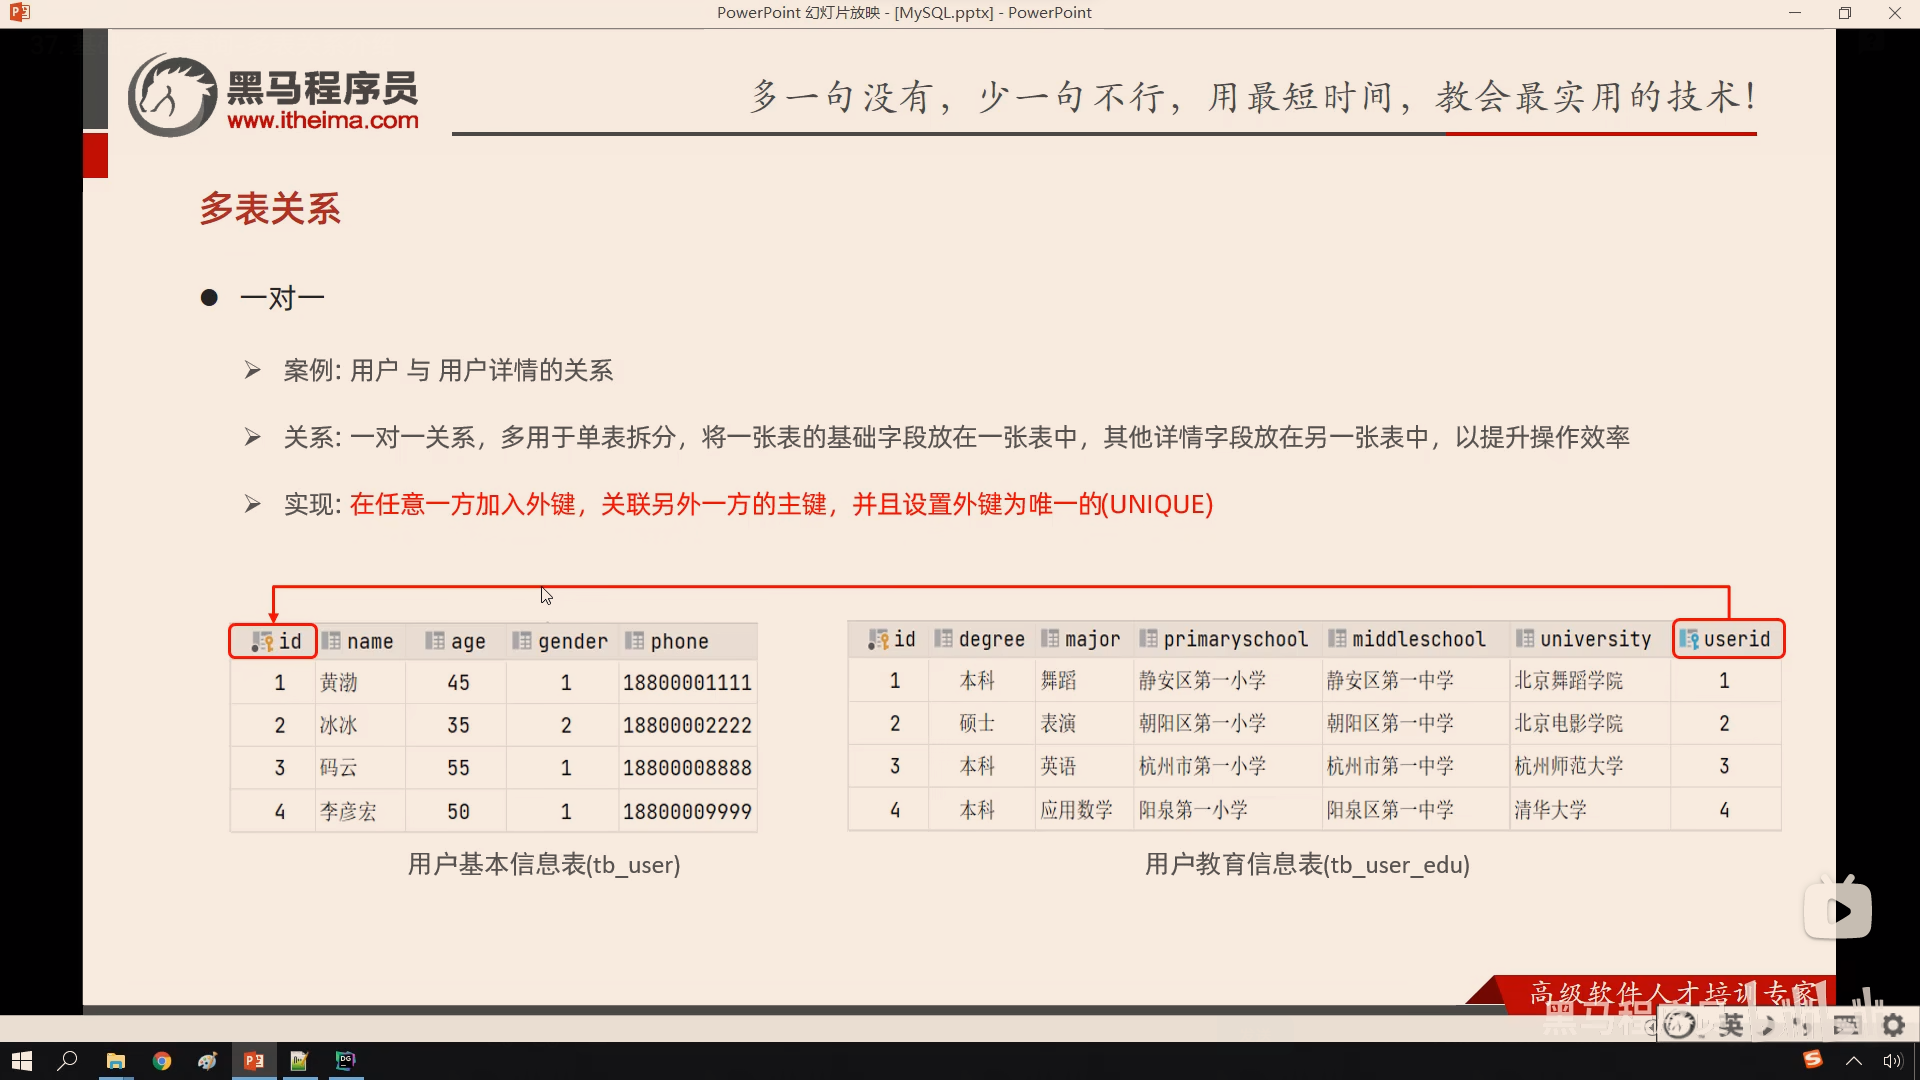 PowerPoint 幻灯片放映 - [MySQL.pptx] - PowerPoint
黑马程序员
www.itheima.com
多一句没有，少一句不行，用最短时间，教会最实用的技术！
多表关系
● 一对一
➢ 案例: 用户 与 用户详情的关系
➢ 关系: 一对一关系，多用于单表拆分，将一张表的基础字段放在一张表中，其他详情字段放在另一张表中，以提升操作效率
➢ 实现: 在任意一方加入外键，关联另外一方的主键，并且设置外键为唯一的(UNIQUE)
id name age gender phone
1 黄渤 45 1 18800001111
2 冰冰 35 2 18800002222
3 码云 55 1 18800008888
4 李彦宏 50 1 18800009999
用户基本信息表(tb_user)
id degree major primaryschool middleschool university userid
1 本科 舞蹈 静安区第一小学 静安区第一中学 北京舞蹈学院 1
2 硕士 表演 朝阳区第一小学 朝阳区第一中学 北京电影学院 2
3 本科 英语 杭州市第一小学 杭州市第一中学 杭州师范大学 3
4 本科 应用数学 阳泉第一小学 阳泉区第一中学 清华大学 4
用户教育信息表(tb_user_edu)
高级软件人才培训专家
英